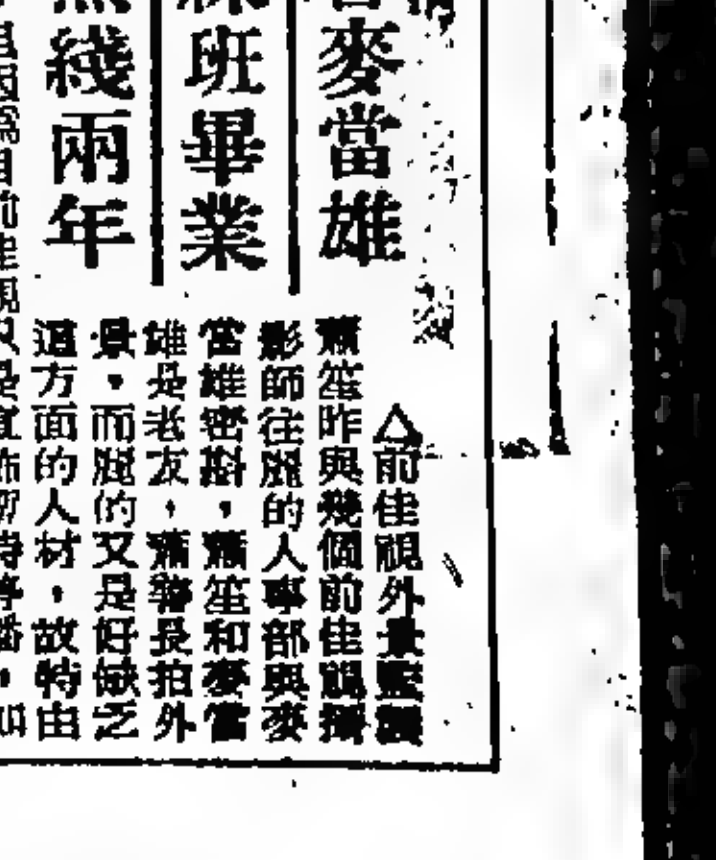 麥當雄
班畢業
綫兩年
△前佳視外景監製
蕭笙昨與幾個前佳視攝
影師往麗的人事部與麥
當雄密斟，蕭笙和麥當
雄是老友，蕭擅長拍外
景，而麗的又是好缺乏
這方面的人材，故特由